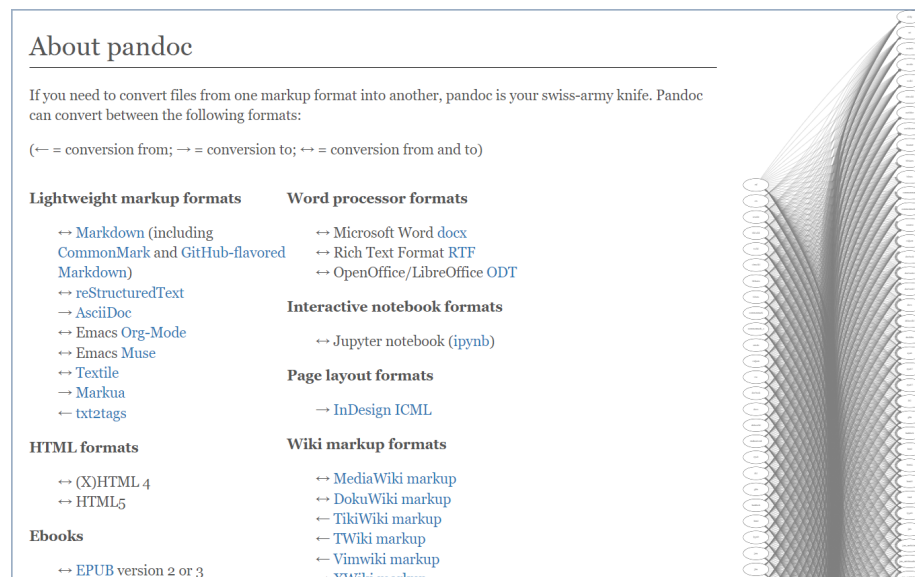 About pandoc
If you need to convert files from one markup format into another, pandoc is your swiss-army knife. Pandoc
can convert between the following formats:
(← = conversion from; → = conversion to; ↔ = conversion from and to)
Lightweight markup formats
↔ Markdown (including
CommonMark and GitHub-flavored
Markdown)
↔ reStructuredText
→ AsciiDoc
↔ Emacs Org-Mode
↔ Emacs Muse
↔ Textile
→ Markua
← txt2tags
HTML formats
↔ (X)HTML 4
↔ HTML5
Ebooks
↔ EPUB version 2 or 3
Word processor formats
↔ Microsoft Word docx
↔ Rich Text Format RTF
↔ OpenOffice/LibreOffice ODT
Interactive notebook formats
↔ Jupyter notebook (ipynb)
Page layout formats
→ InDesign ICML
Wiki markup formats
↔ MediaWiki markup
↔ DokuWiki markup
← TikiWiki markup
← TWiki markup
← Vimwiki markup
XWiki markup